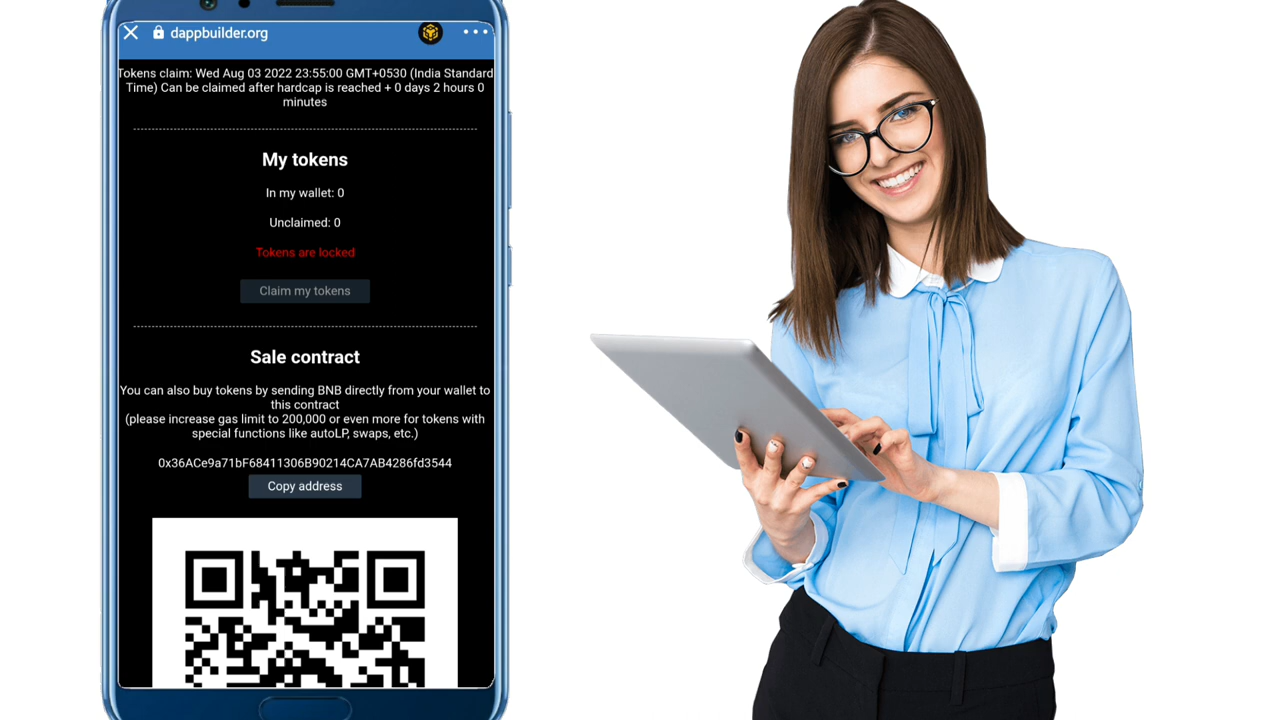 dappbuilder.org
Tokens claim: Wed Aug 03 2022 23:55:00 GMT+0530 (India Standard
Time) Can be claimed after hardcap is reached + 0 days 2 hours 0
minutes
My tokens
In my wallet: 0
Unclaimed: 0
Tokens are locked
Claim my tokens
Sale contract
You can also buy tokens by sending BNB directly from your wallet to
this contract
(please increase gas limit to 200,000 or even more for tokens with
special functions like autoLP, swaps, etc.)
0x36ACe9a71bF68411306B90214CA7AB4286fd3544
Copy address